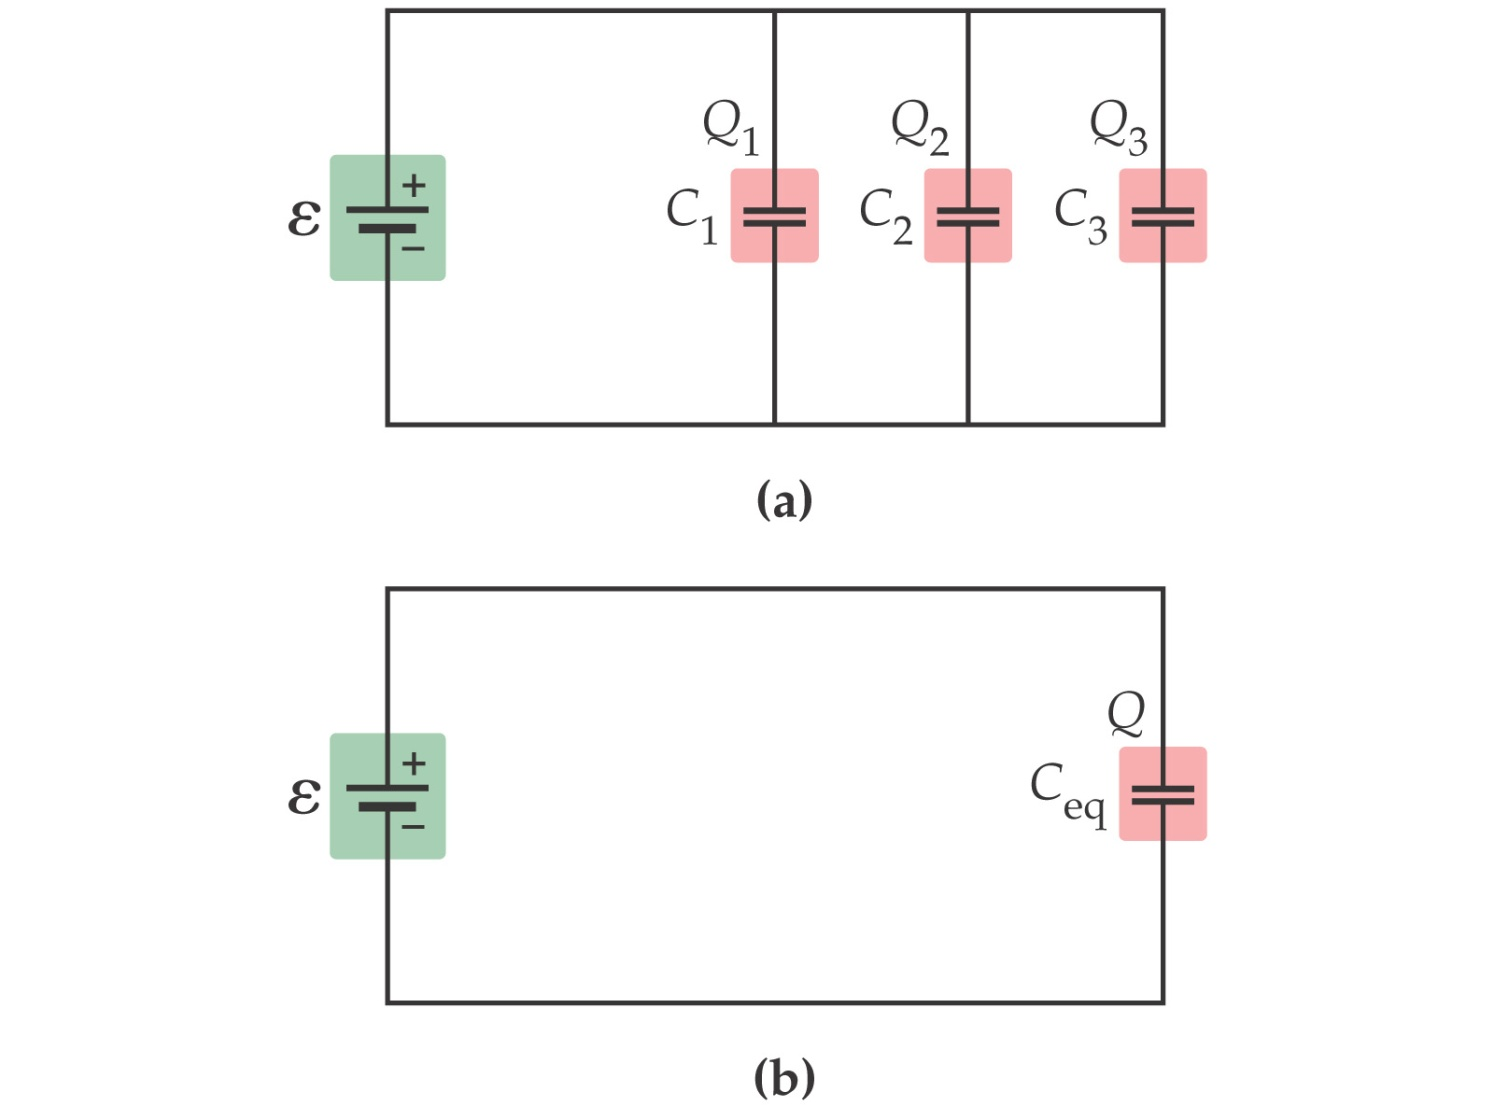 Q1 Q2 Q3
+
ε C1 C2 C3
−
(a)
Q
+
ε Ceq
−
(b)